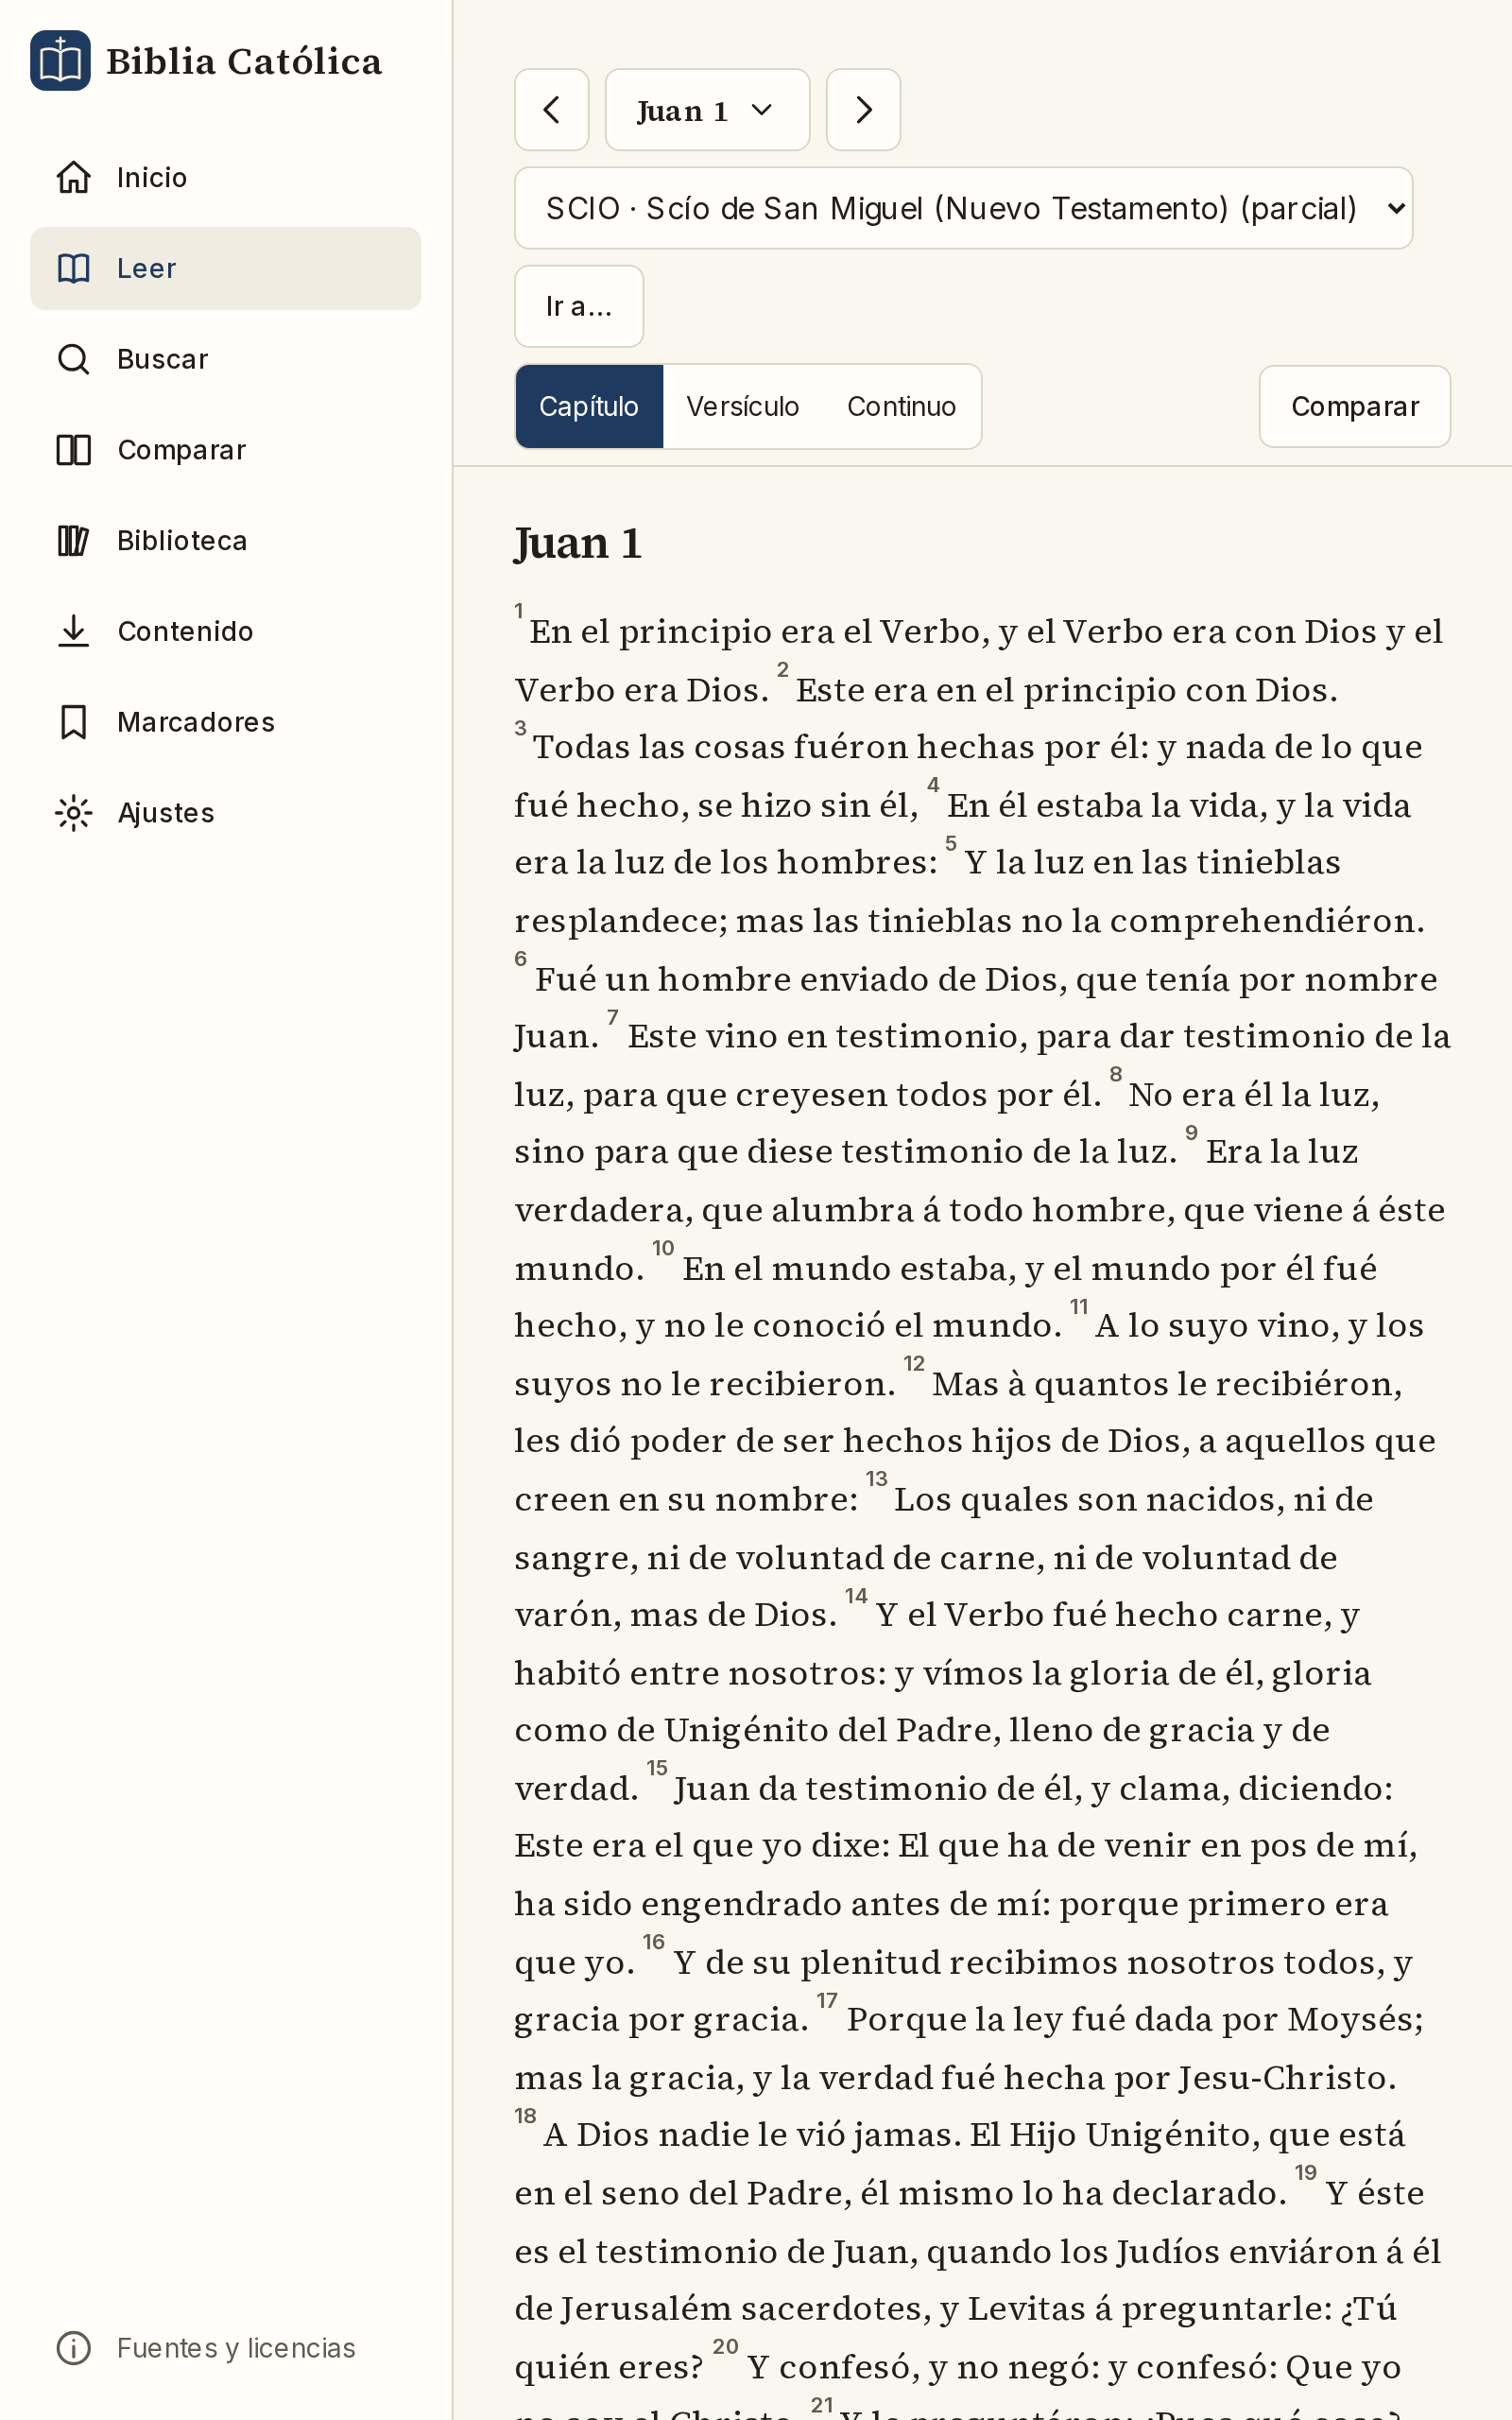 Biblia Católica
Inicio
Leer
Buscar
Comparar
Biblioteca
Contenido
Marcadores
Ajustes
Fuentes y licencias
Juan 1
SCIO · Scío de San Miguel (Nuevo Testamento) (parcial)
Ir a…
Capítulo Versículo Continuo
Comparar
Juan 1
1 En el principio era el Verbo, y el Verbo era con Dios y el
Verbo era Dios. 2 Este era en el principio con Dios.
3 Todas las cosas fuéron hechas por él: y nada de lo que
fué hecho, se hizo sin él, 4 En él estaba la vida, y la vida
era la luz de los hombres: 5 Y la luz en las tinieblas
resplandece; mas las tinieblas no la comprehendiéron.
6 Fué un hombre enviado de Dios, que tenía por nombre
Juan. 7 Este vino en testimonio, para dar testimonio de la
luz, para que creyesen todos por él. 8 No era él la luz,
sino para que diese testimonio de la luz. 9 Era la luz
verdadera, que alumbra á todo hombre, que viene á éste
mundo. 10 En el mundo estaba, y el mundo por él fué
hecho, y no le conoció el mundo. 11 A lo suyo vino, y los
suyos no le recibieron. 12 Mas à quantos le recibiéron,
les dió poder de ser hechos hijos de Dios, a aquellos que
creen en su nombre: 13 Los quales son nacidos, ni de
sangre, ni de voluntad de carne, ni de voluntad de
varón, mas de Dios. 14 Y el Verbo fué hecho carne, y
habitó entre nosotros: y vímos la gloria de él, gloria
como de Unigénito del Padre, lleno de gracia y de
verdad. 15 Juan da testimonio de él, y clama, diciendo:
Este era el que yo dixe: El que ha de venir en pos de mí,
ha sido engendrado antes de mí: porque primero era
que yo. 16 Y de su plenitud recibimos nosotros todos, y
gracia por gracia. 17 Porque la ley fué dada por Moysés;
mas la gracia, y la verdad fué hecha por Jesu-Christo.
18 A Dios nadie le vió jamas. El Hijo Unigénito, que está
en el seno del Padre, él mismo lo ha declarado. 19 Y éste
es el testimonio de Juan, quando los Judíos enviáron á él
de Jerusalém sacerdotes, y Levitas á preguntarle: ¿Tú
quién eres? 20 Y confesó, y no negó: y confesó: Que yo
21